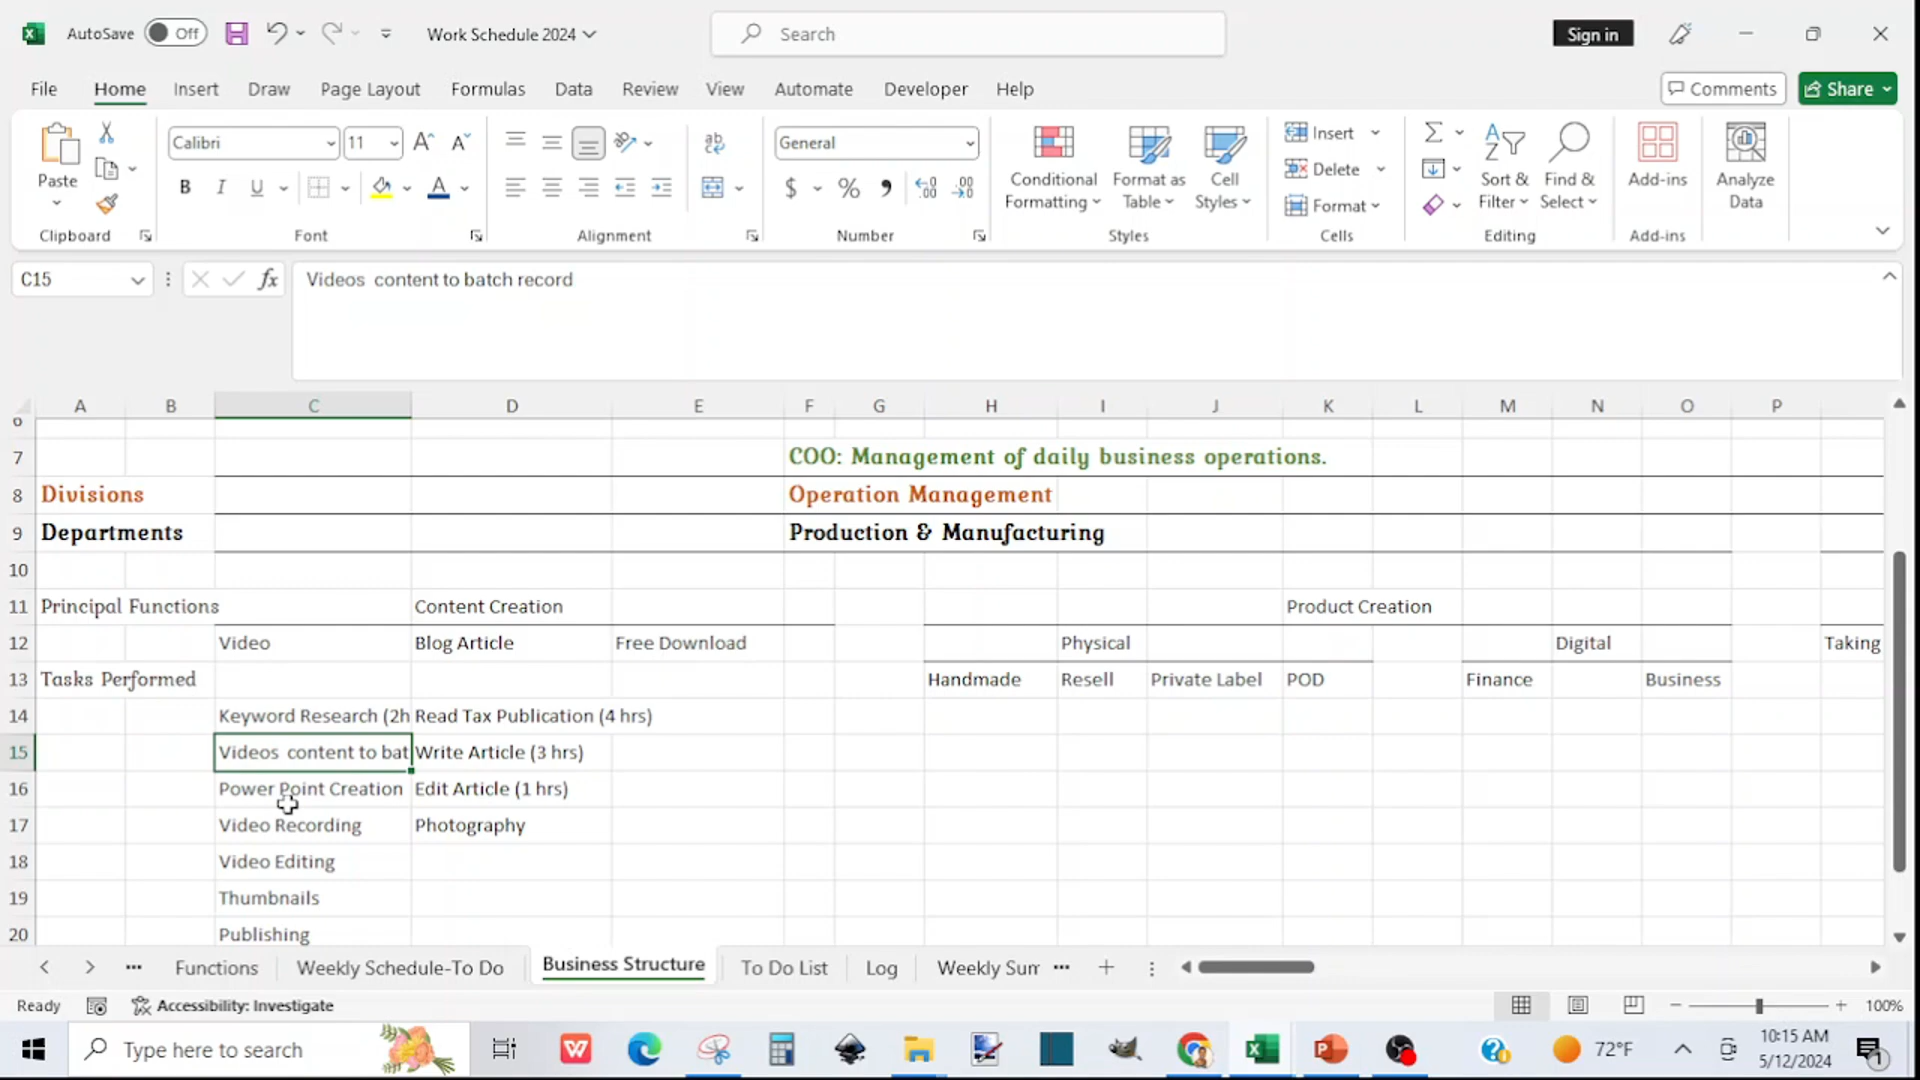 AutoSave Off Work Schedule 2024 Search Sign in
File Home Insert Draw Page Layout Formulas Data Review View Automate Developer Help Comments Share
Paste Calibri 11 General Conditional Formatting Format as Table Cell Styles Insert Delete Format Sort & Filter Find & Select Add-ins Analyze Data
Clipboard Font Alignment Number Styles Cells Editing Add-ins
C15 fx Videos  content to batch record
A B C D E F G H I J K L M N O P
6
7 COO: Management of daily business operations.
8 Divisions Operation Management
9 Departments Production & Manufacturing
10
11 Principal Functions Content Creation Product Creation
12 Video Blog Article Free Download Physical Digital Taking
13 Tasks Performed Handmade Resell Private Label POD Finance Business
14 Keyword Research (2h Read Tax Publication (4 hrs)
15 Videos  content to bat Write Article (3 hrs)
16 Power Point Creation Edit Article (1 hrs)
17 Video Recording Photography
18 Video Editing
19 Thumbnails
20 Publishing
Functions Weekly Schedule-To Do Business Structure To Do List Log Weekly Sum
Ready Accessibility: Investigate 100%
Type here to search 72°F 10:15 AM
5/12/2024